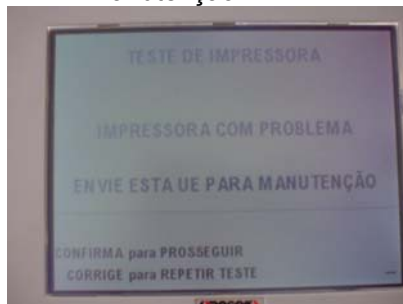 TESTE DE IMPRESSORA
IMPRESSORA COM PROBLEMA
ENVIE ESTA UE PARA MANUTENÇÃO
CONFIRMA para PROSSEGUIR
CORRIGE para REPETIR TESTE